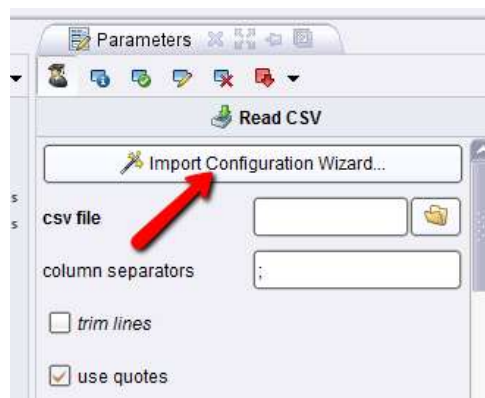 Parameters
Read CSV
Import Configuration Wizard...
s
s
csv file
column separators
;
trim lines
use quotes